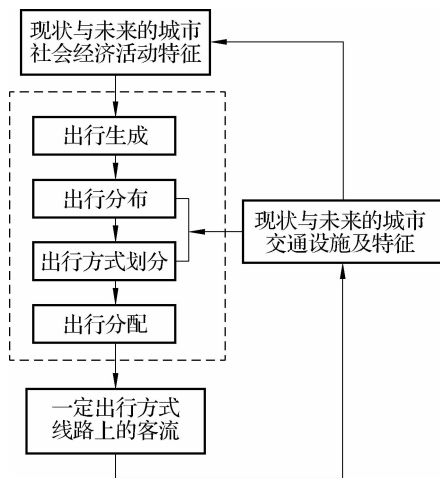 现状与未来的城市
社会经济活动特征
出行生成
出行分布
出行方式划分
出行分配
现状与未来的城市
交通设施及特征
一定出行方式
线路上的客流